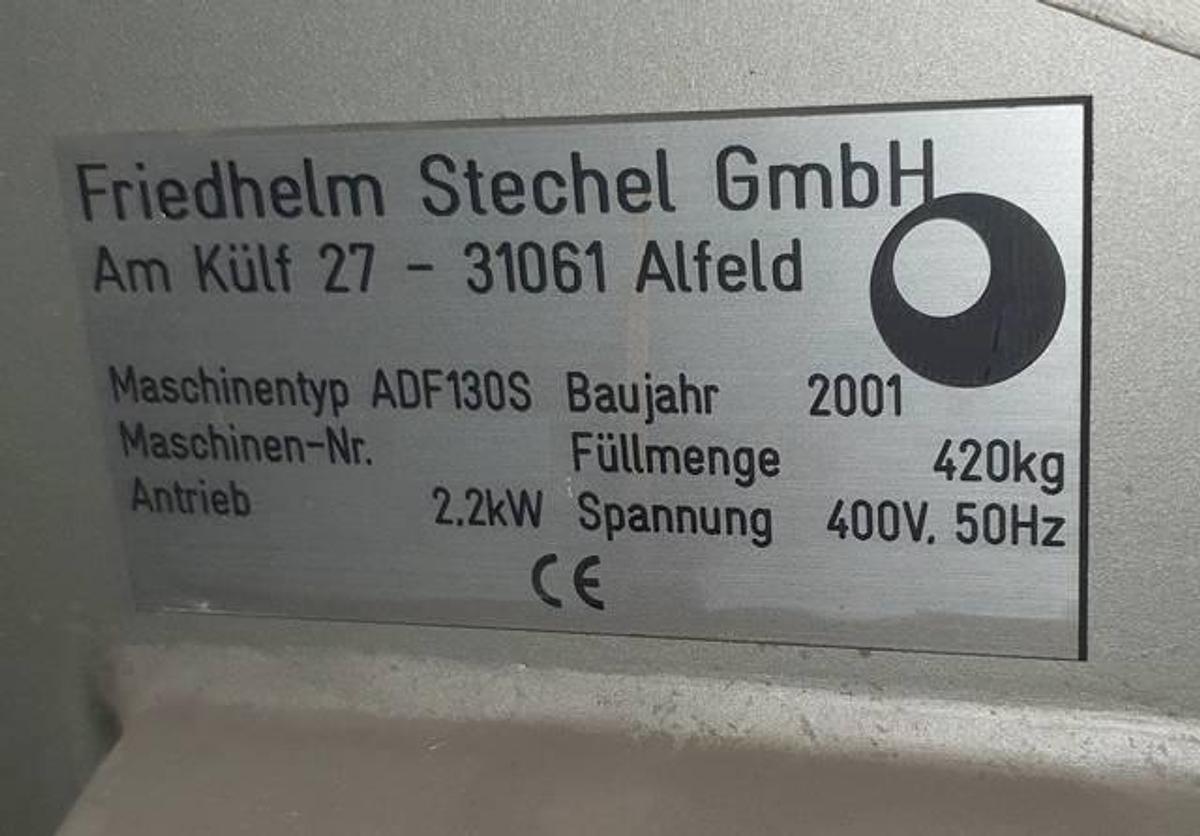 Friedhelm Stechel GmbH
Am Külf 27 - 31061 Alfeld
Maschinentyp ADF130S Baujahr 2001
Maschinen-Nr. Füllmenge 420kg
Antrieb 2.2kW Spannung 400V. 50Hz
CE